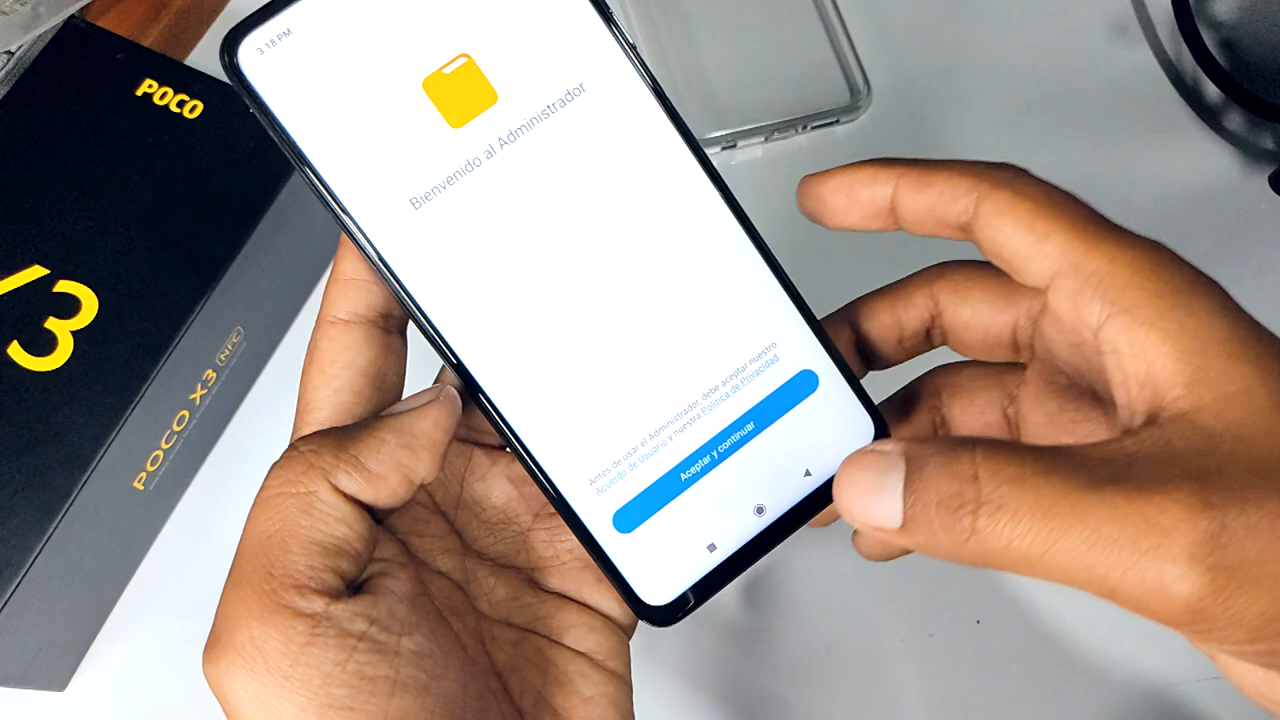 POCO
X3
POCO X3 NFC
3:18 PM
Bienvenido al Administrador
Antes de usar el Administrador, debe aceptar nuestro
Acuerdo de Usuario y nuestra Política de Privacidad
Aceptar y continuar